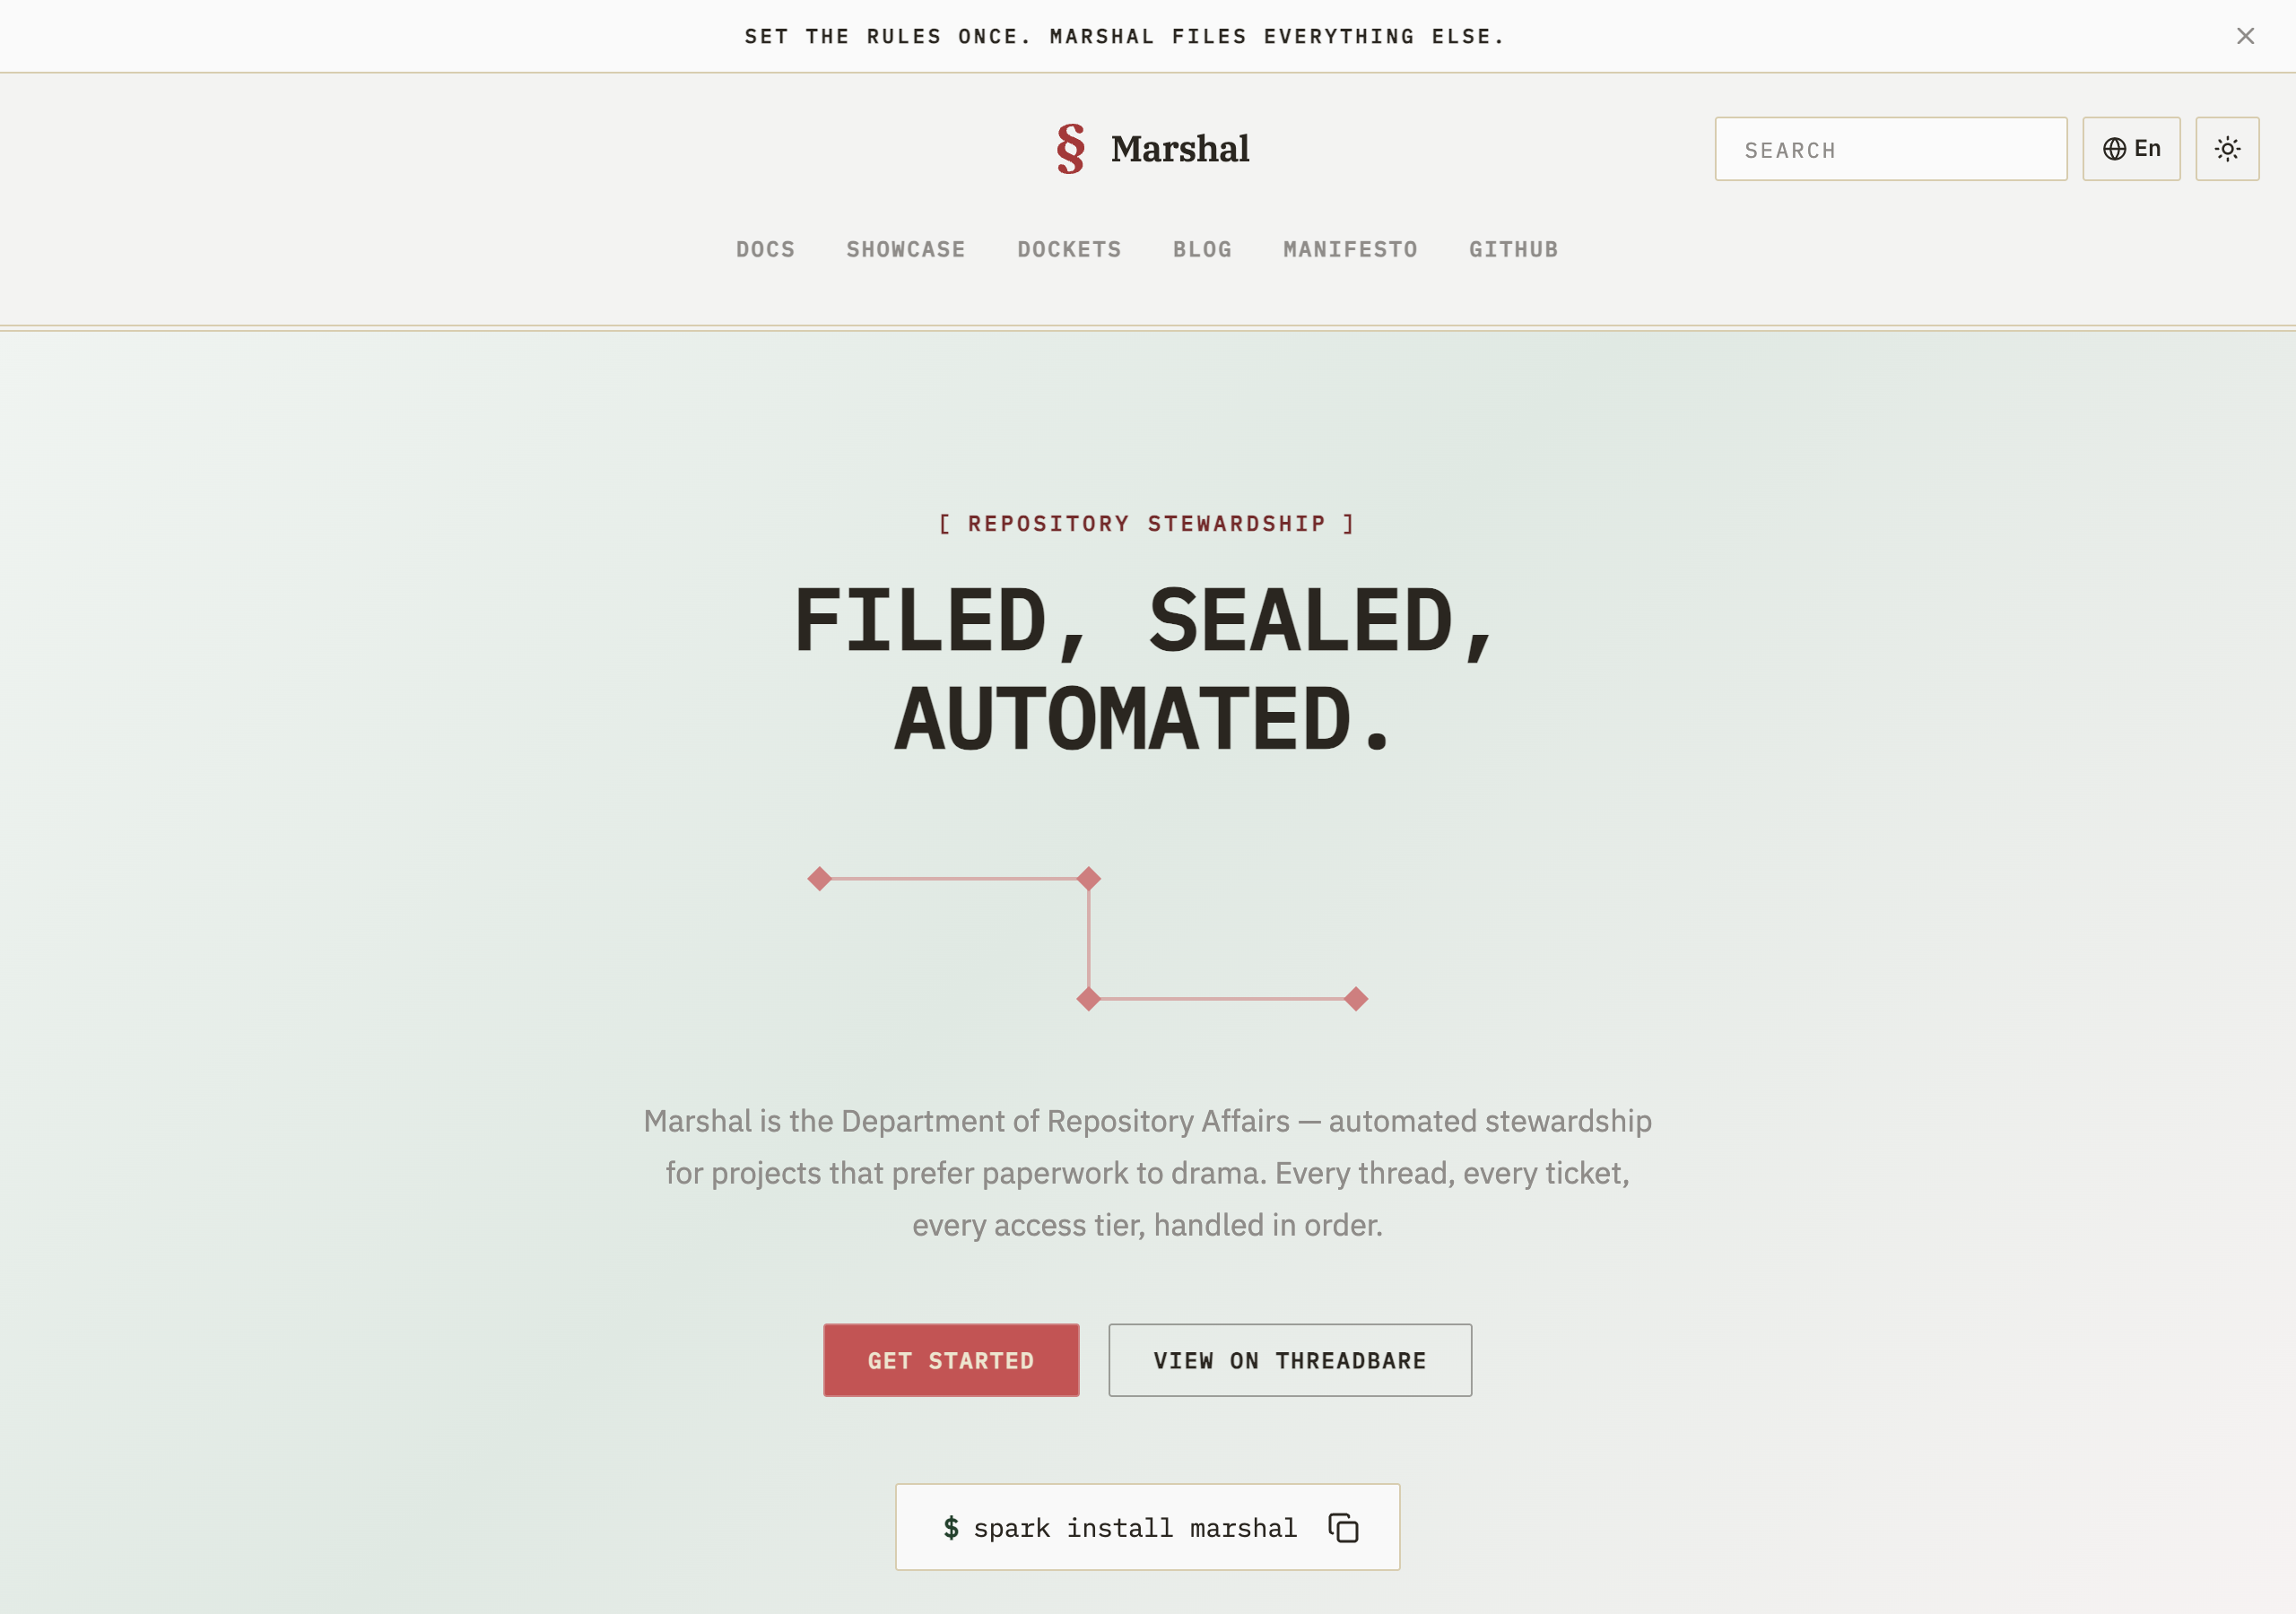 SET THE RULES ONCE. MARSHAL FILES EVERYTHING ELSE.
§ Marshal
SEARCH
En
DOCS SHOWCASE DOCKETS BLOG MANIFESTO GITHUB
[ REPOSITORY STEWARDSHIP ]
FILED, SEALED,
AUTOMATED.
Marshal is the Department of Repository Affairs — automated stewardship
for projects that prefer paperwork to drama. Every thread, every ticket,
every access tier, handled in order.
GET STARTED
VIEW ON THREADBARE
$ spark install marshal